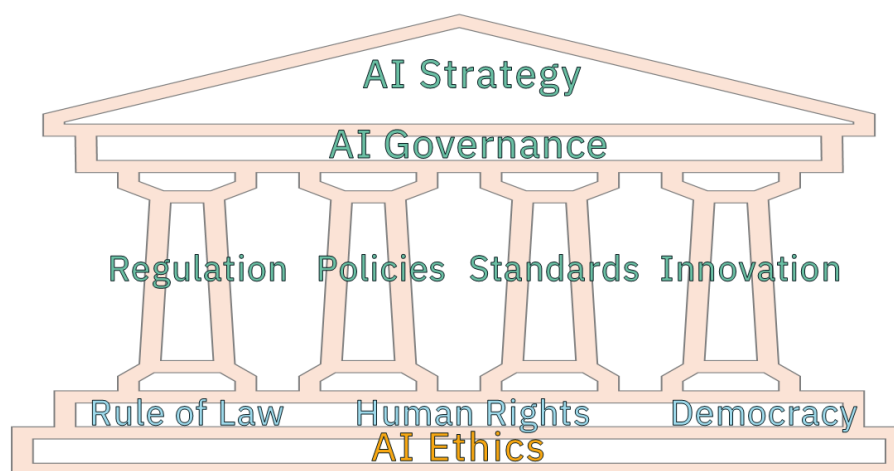 AI Strategy
AI Governance
Regulation Policies Standards Innovation
Rule of Law Human Rights Democracy
AI Ethics